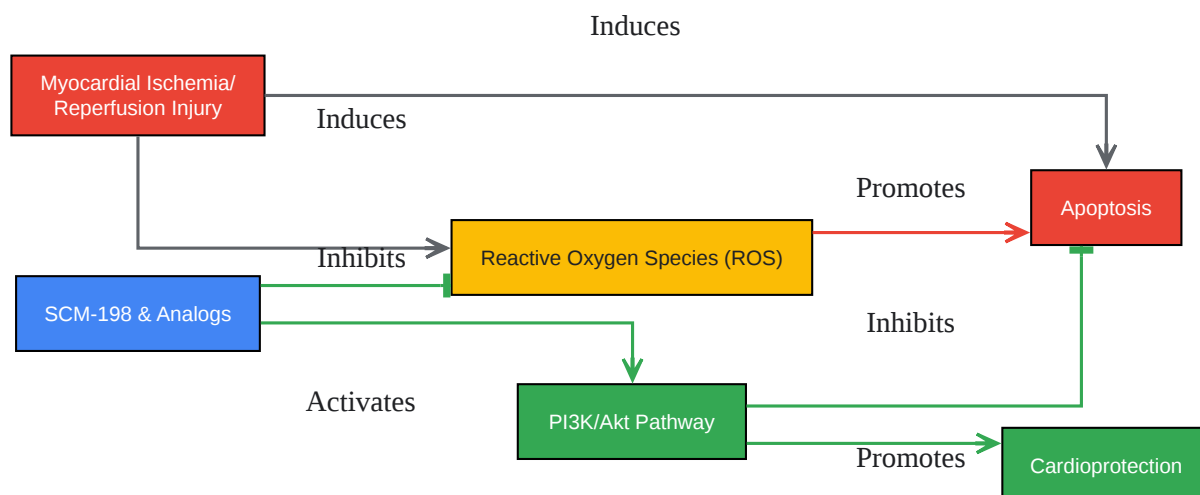 Induces
Myocardial Ischemia/
Reperfusion Injury
Induces
Promotes
Apoptosis
Inhibits
Reactive Oxygen Species (ROS)
SCM-198 & Analogs
Inhibits
Activates
PI3K/Akt Pathway
Promotes
Cardioprotection